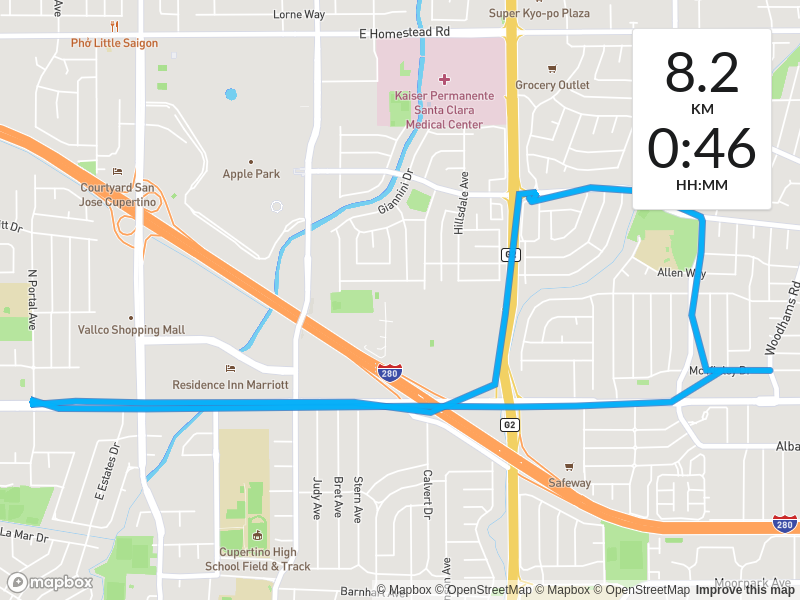 Lorne Way
Super Kyo-po Plaza
E Homestead Rd
Phở Little Saigon
8.2
KM
0:46
HH:MM
Grocery Outlet
Kaiser Permanente
Santa Clara
Medical Center
Apple Park
Courtyard San
Jose Cupertino
Giannini Dr
Hillsdale Ave
N Portal Ave
G2
Allen Way
Woodhams Rd
Vallco Shopping Mall
280
Residence Inn Marriott
G2
E Estates Dr
Judy Ave
Bret Ave
Stern Ave
Calvert Dr
Safeway
Alba
280
La Mar Dr
Cupertino High
School Field & Track
Moorpark Ave
mapbox
© Mapbox © OpenStreetMap © Mapbox © OpenStreetMap Improve this map